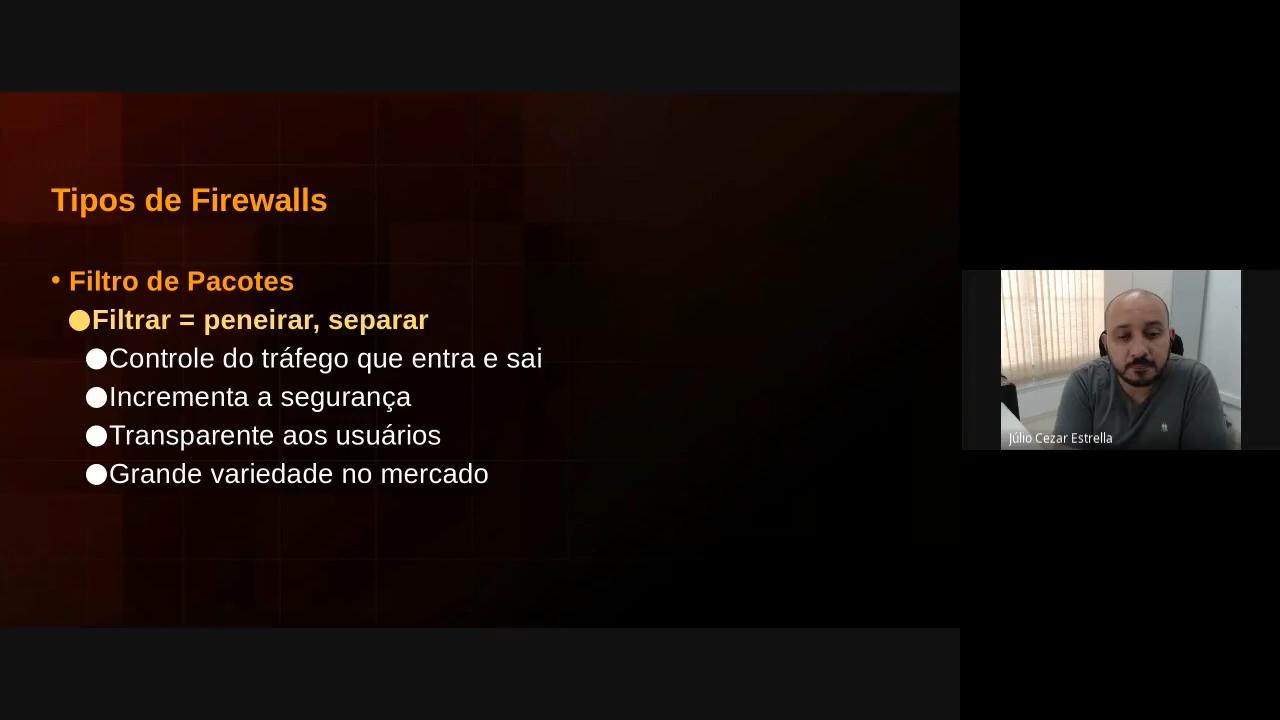 Tipos de Firewalls
• Filtro de Pacotes
●Filtrar = peneirar, separar
●Controle do tráfego que entra e sai
●Incrementa a segurança
●Transparente aos usuários
●Grande variedade no mercado
Júlio Cezar Estrella